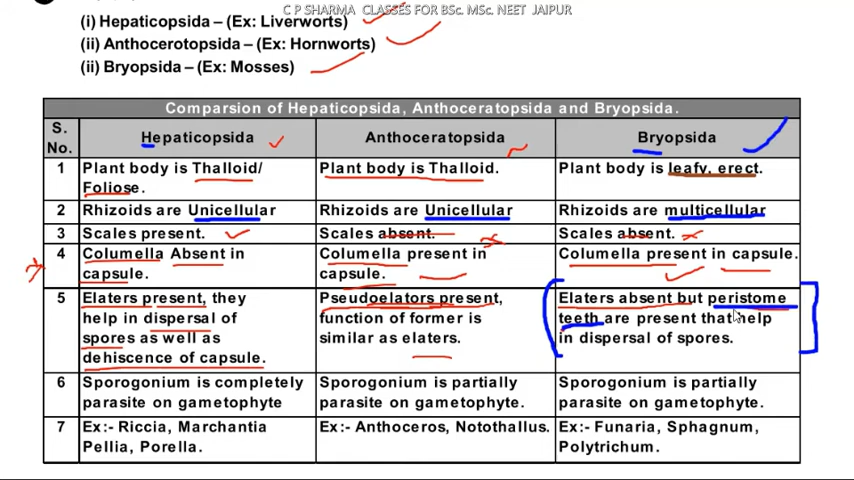 C P SHARMA CLASSES FOR BSc. MSc. NEET JAIPUR
(i) Hepaticopsida – (Ex: Liverworts)
(ii) Anthocerotopsida – (Ex: Hornworts)
(ii) Bryopsida – (Ex: Mosses)
Comparsion of Hepaticopsida, Anthoceratopsida and Bryopsida.
S.
No.
Hepaticopsida
Anthoceratopsida
Bryopsida
1
Plant body is Thalloid/
Foliose.
Plant body is Thalloid.
Plant body is leafy, erect.
2
Rhizoids are Unicellular
Rhizoids are Unicellular
Rhizoids are multicellular
3
Scales present.
Scales absent.
Scales absent.
4
Columella Absent in
capsule.
Columella present in
capsule.
Columella present in capsule.
5
Elaters present, they
help in dispersal of
spores as well as
dehiscence of capsule.
Pseudoelators present,
function of former is
similar as elaters.
Elaters absent but peristome
teeth are present that help
in dispersal of spores.
6
Sporogonium is completely
parasite on gametophyte
Sporogonium is partially
parasite on gametophyte.
Sporogonium is partially
parasite on gametophyte.
7
Ex:- Riccia, Marchantia
Pellia, Porella.
Ex:- Anthoceros, Notothallus.
Ex:- Funaria, Sphagnum,
Polytrichum.